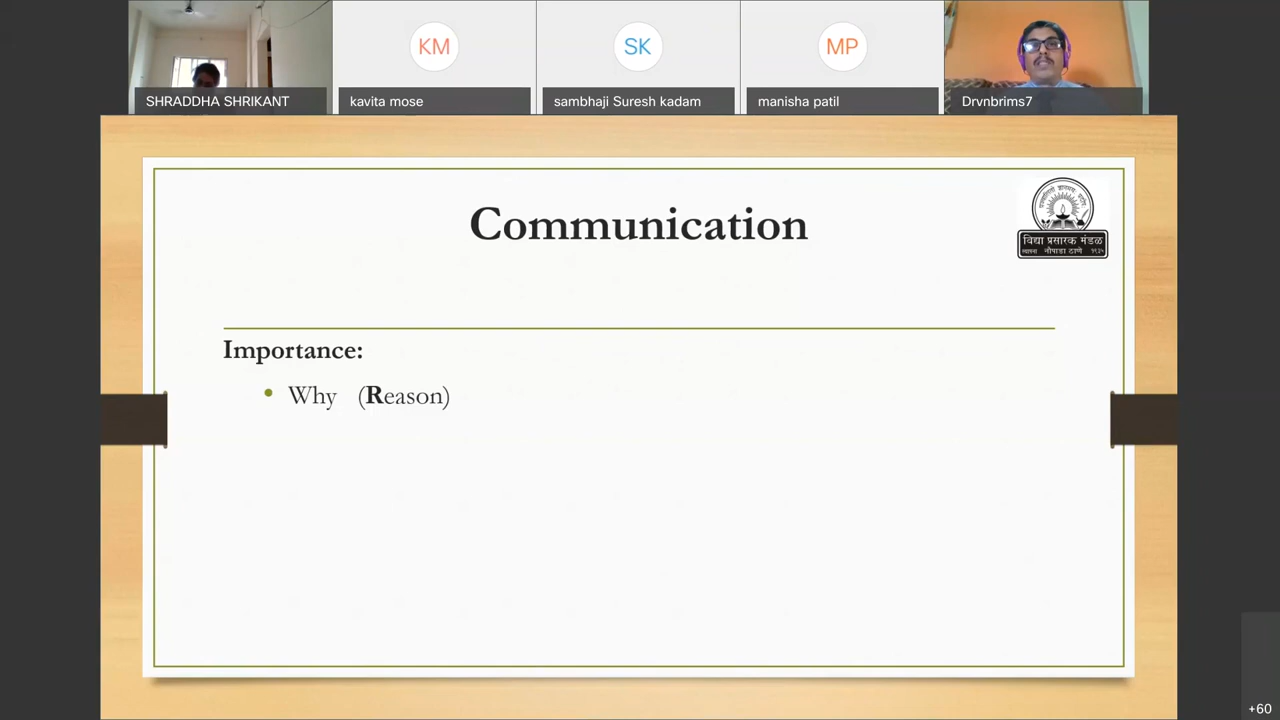 KM
SK
MP
SHRADDHA SHRIKANT
kavita mose
sambhaji Suresh kadam
manisha patil
Drvnbrims7
Communication
विद्या प्रसारक मंडळ
नौपाडा ठाणे
Importance:
• Why (Reason)
+60